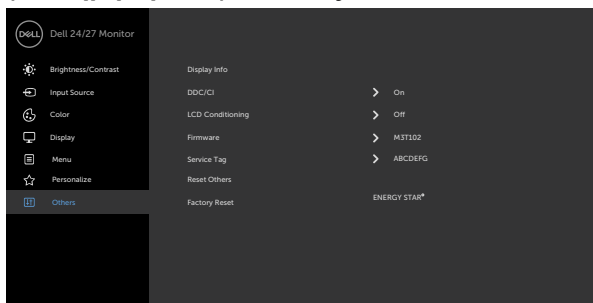 DELL Dell 24/27 Monitor
Brightness/Contrast
Input Source
Color
Display
Menu
Personalize
Others
Display Info
DDC/CI On
LCD Conditioning Off
Firmware M3T102
Service Tag ABCDEFG
Reset Others
Factory Reset ENERGY STAR®